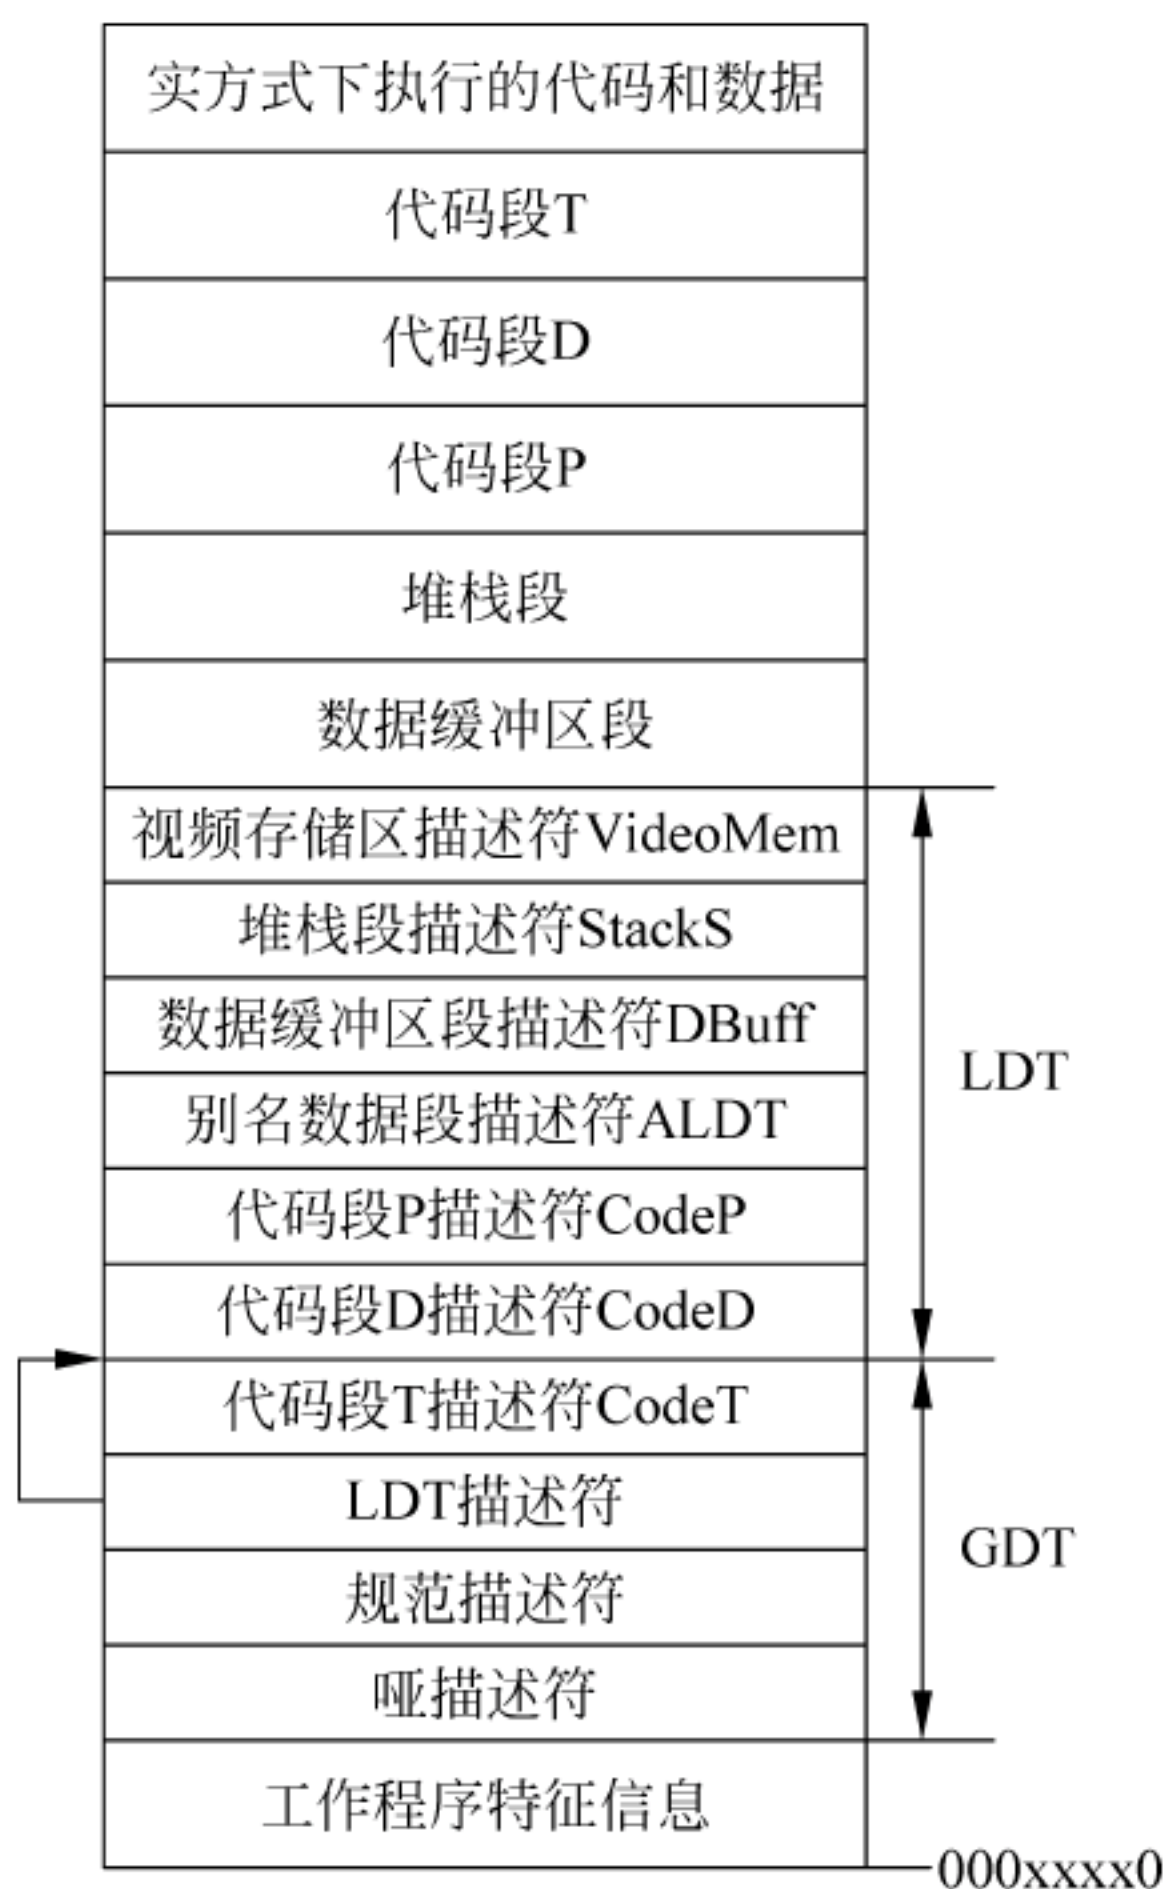 实方式下执行的代码和数据
代码段T
代码段D
代码段P
堆栈段
数据缓冲区段
视频存储区描述符VideoMem
堆栈段描述符StackS
数据缓冲区段描述符DBuff
别名数据段描述符ALDT
代码段P描述符CodeP
代码段D描述符CodeD
LDT
代码段T描述符CodeT
LDT描述符
规范描述符
哑描述符
GDT
工作程序特征信息
000xxxx0